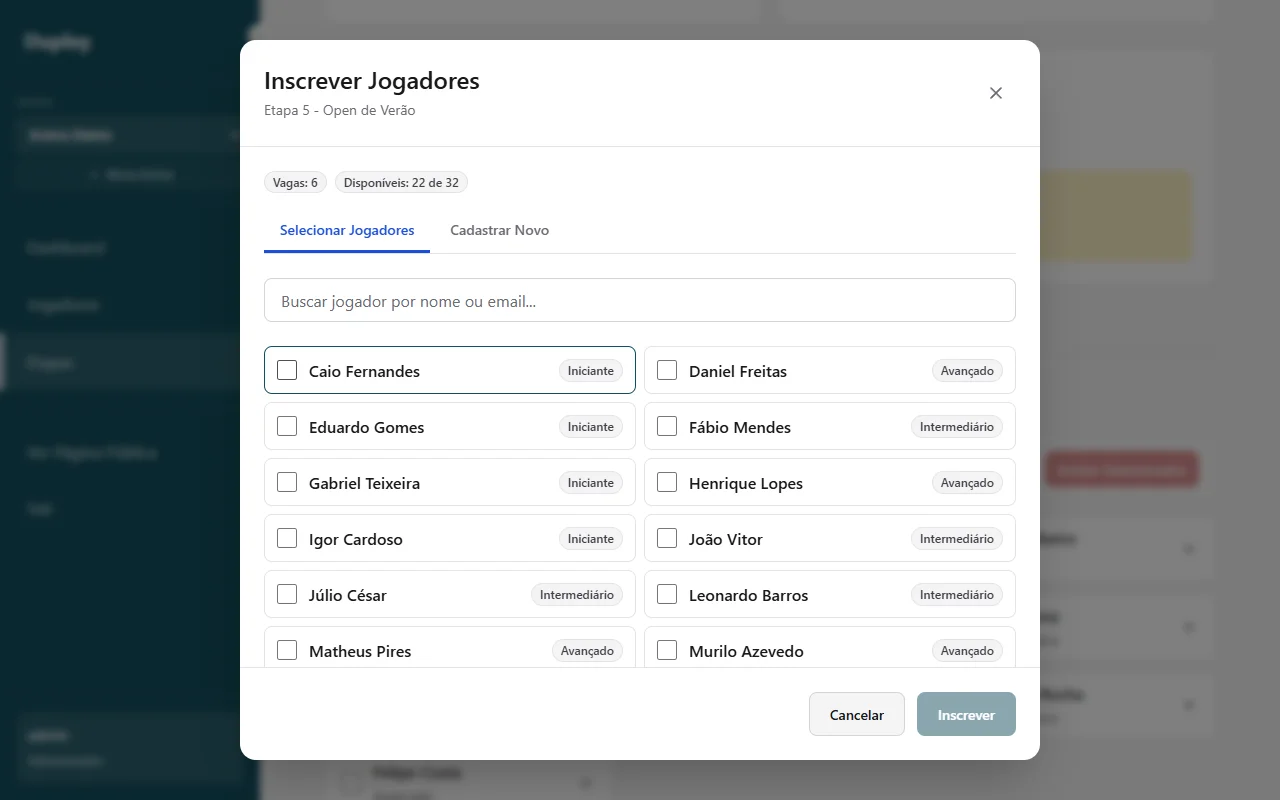 Inscrever Jogadores
Etapa 5 - Open de Verão
Vagas: 6
Disponíveis: 22 de 32
Selecionar Jogadores
Cadastrar Novo
Buscar jogador por nome ou email...
Caio Fernandes Iniciante
Daniel Freitas Avançado
Eduardo Gomes Iniciante
Fábio Mendes Intermediário
Gabriel Teixeira Iniciante
Henrique Lopes Avançado
Igor Cardoso Iniciante
João Vitor Intermediário
Júlio César Intermediário
Leonardo Barros Intermediário
Matheus Pires Avançado
Murilo Azevedo Avançado
Cancelar
Inscrever